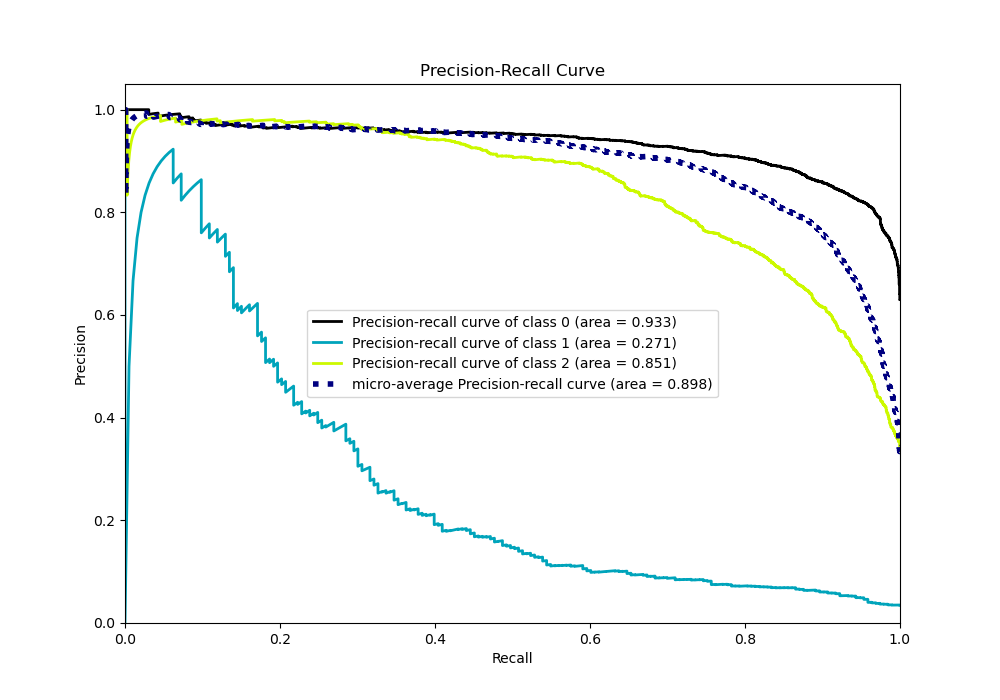 Precision-Recall Curve
1.0
0.8
0.6
0.4
0.2
0.0
Precision
Precision-recall curve of class 0 (area = 0.933)
Precision-recall curve of class 1 (area = 0.271)
Precision-recall curve of class 2 (area = 0.851)
micro-average Precision-recall curve (area = 0.898)
0.0 0.2 0.4 0.6 0.8 1.0
Recall